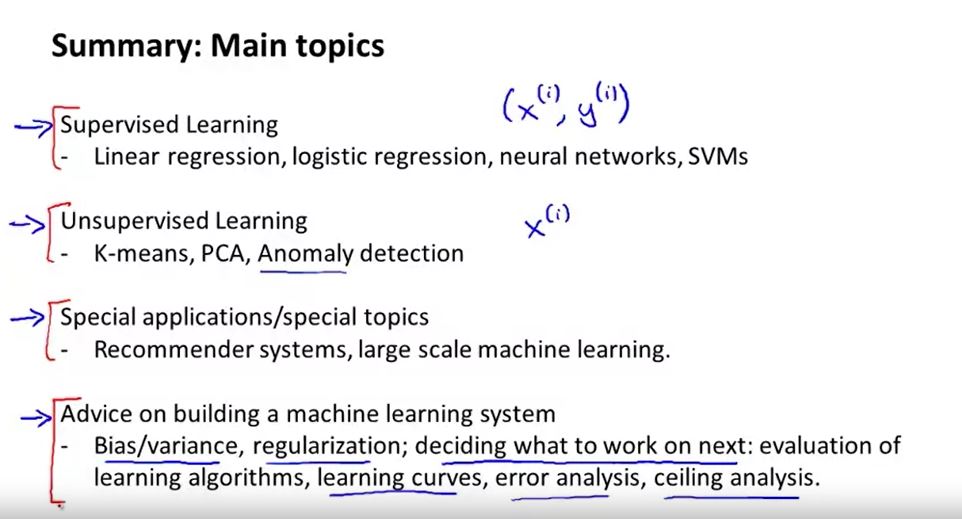 Summary: Main topics
(x^(i), y^(i))
Supervised Learning
- Linear regression, logistic regression, neural networks, SVMs
Unsupervised Learning
x^(i)
- K-means, PCA, Anomaly detection
Special applications/special topics
- Recommender systems, large scale machine learning.
Advice on building a machine learning system
- Bias/variance, regularization; deciding what to work on next: evaluation of
learning algorithms, learning curves, error analysis, ceiling analysis.